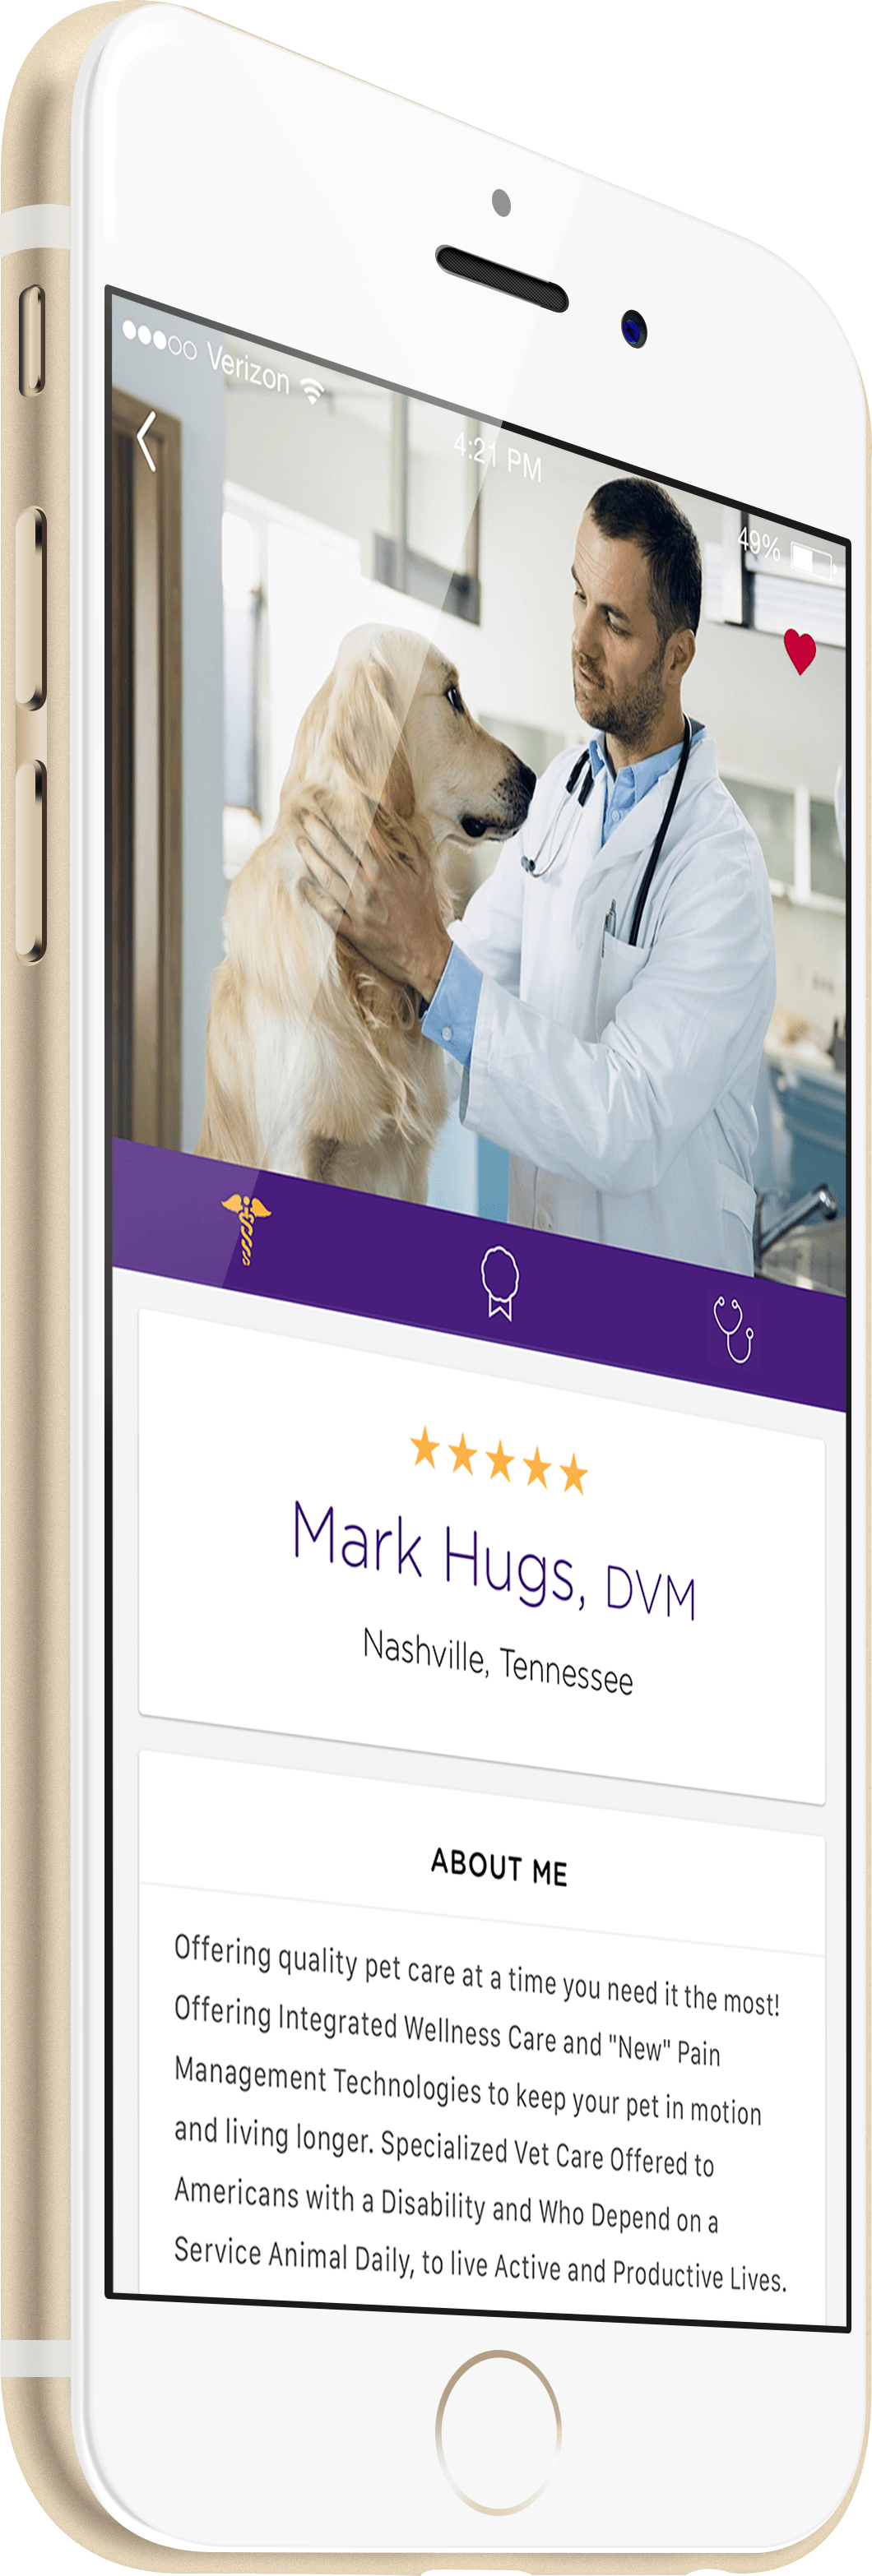 Verizon
4:21 PM
49%
Mark Hugs, DVM
Nashville, Tennessee
ABOUT ME
Offering quality pet care at a time you need it the most!
Offering Integrated Wellness Care and "New" Pain
Management Technologies to keep your pet in motion
and living longer. Specialized Vet Care Offered to
Americans with a Disability and Who Depend on a
Service Animal Daily, to live Active and Productive Lives.